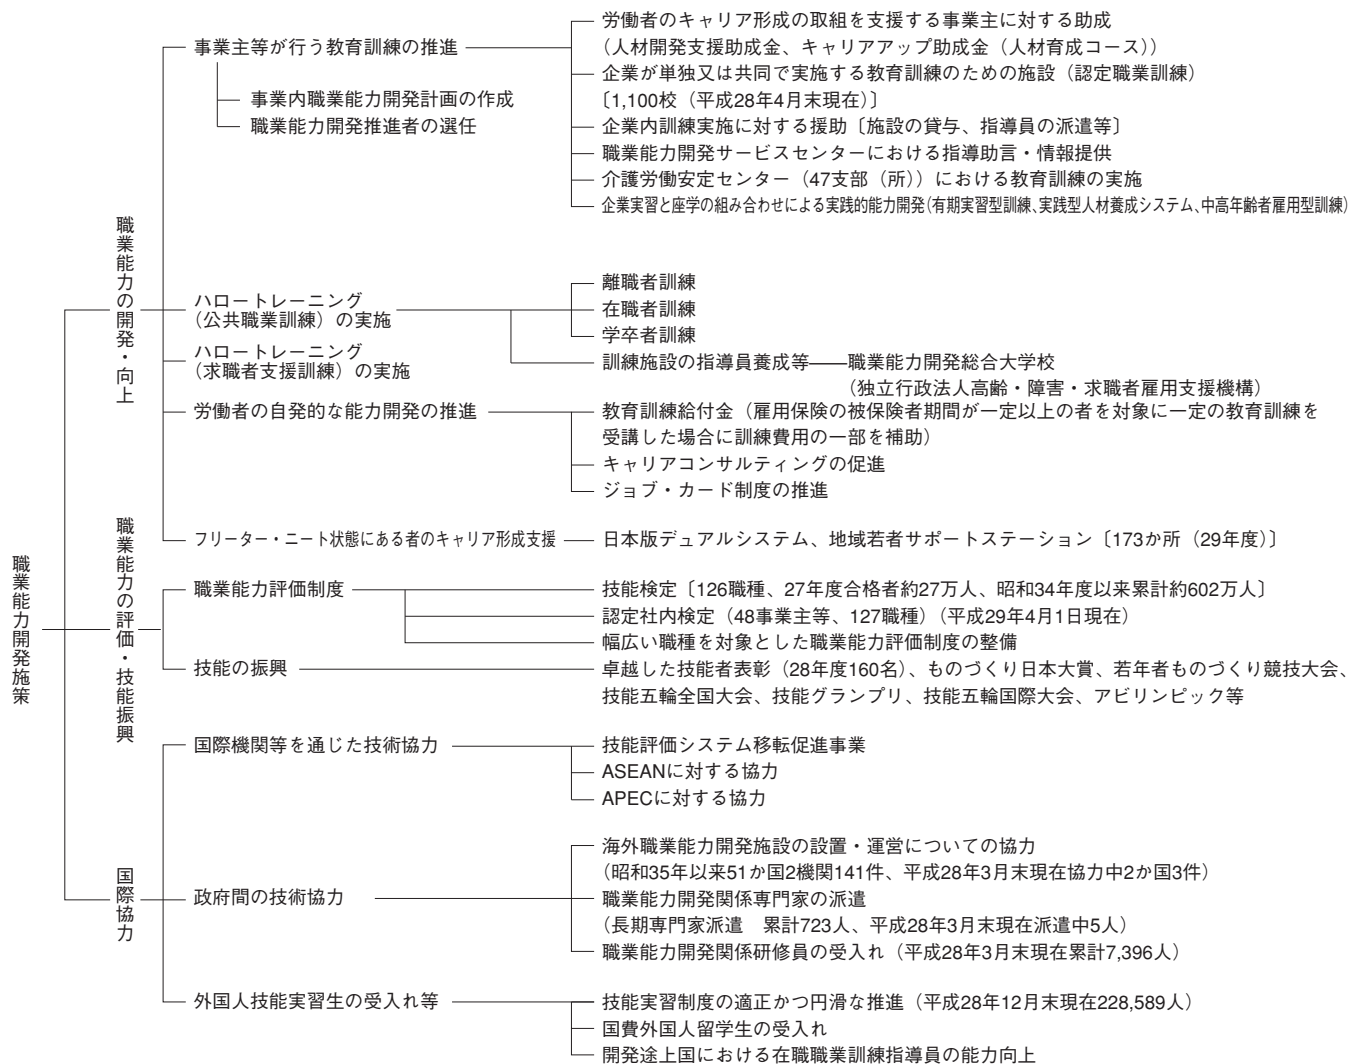 職業能力開発施策
職業能力の開発・向上
事業主等が行う教育訓練の推進
事業内職業能力開発計画の作成
職業能力開発推進者の選任
労働者のキャリア形成の取組を支援する事業主に対する助成
（人材開発支援助成金、キャリアアップ助成金（人材育成コース））
企業が単独又は共同で実施する教育訓練のための施設（認定職業訓練）
〔1,100校（平成28年4月末現在）〕
企業内訓練実施に対する援助〔施設の貸与、指導員の派遣等〕
職業能力開発サービスセンターにおける指導助言・情報提供
介護労働安定センター（47支部（所））における教育訓練の実施
企業実習と座学の組み合わせによる実践的能力開発（有期実習型訓練、実践型人材養成システム、中高年齢者雇用型訓練）
ハロートレーニング
（公共職業訓練）の実施
離職者訓練
在職者訓練
学卒者訓練
訓練施設の指導員養成等――職業能力開発総合大学校
（独立行政法人高齢・障害・求職者雇用支援機構）
ハロートレーニング
（求職者支援訓練）の実施
労働者の自発的な能力開発の推進
教育訓練給付金（雇用保険の被保険者期間が一定以上の者を対象に一定の教育訓練を
受講した場合に訓練費用の一部を補助）
キャリアコンサルティングの促進
ジョブ・カード制度の推進
フリーター・ニート状態にある者のキャリア形成支援
日本版デュアルシステム、地域若者サポートステーション〔173か所（29年度）〕
職業能力の評価・技能振興
職業能力評価制度
技能検定〔126職種、27年度合格者約27万人、昭和34年度以来累計約602万人〕
認定社内検定（48事業主等、127職種）（平成29年4月1日現在）
幅広い職種を対象とした職業能力評価制度の整備
技能の振興
卓越した技能者表彰（28年度160名）、ものづくり日本大賞、若年者ものづくり競技大会、
技能五輪全国大会、技能グランプリ、技能五輪国際大会、アビリンピック等
国際協力
国際機関等を通じた技術協力
技能評価システム移転促進事業
ASEANに対する協力
APECに対する協力
政府間の技術協力
海外職業能力開発施設の設置・運営についての協力
（昭和35年以来51か国2機関141件、平成28年3月末現在協力中2か国3件）
職業能力開発関係専門家の派遣
（長期専門家派遣　累計723人、平成28年3月末現在派遣中5人）
職業能力開発関係研修員の受入れ（平成28年3月末現在累計7,396人）
外国人技能実習生の受入れ等
技能実習制度の適正かつ円滑な推進（平成28年12月末現在228,589人）
国費外国人留学生の受入れ
開発途上国における在職職業訓練指導員の能力向上